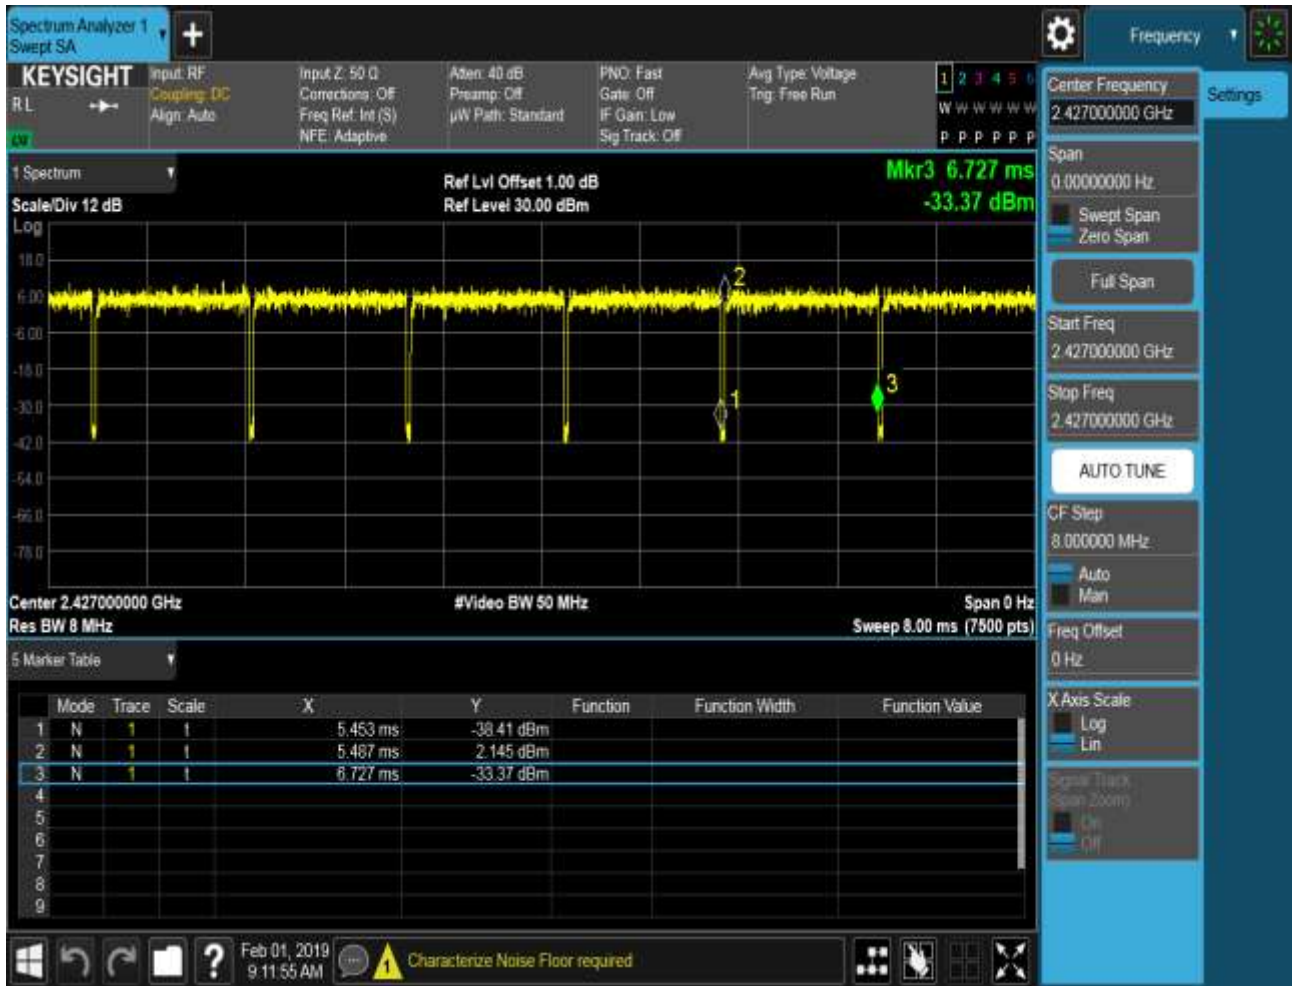 Spectrum Analyzer 1
Swept SA
+
Frequency
KEYSIGHT
R L
Input: RF
Coupling: DC
Align: Auto
Input Z: 50 Ω
Corrections: Off
Freq Ref: Int (S)
NFE: Adaptive
Atten: 40 dB
Preamp: Off
µW Path: Standard
PNO: Fast
Gate: Off
IF Gain: Low
Sig Track: Off
Avg Type: Voltage
Trig: Free Run
1 2 3 4 5 6
W W W W W W
P P P P P P
1 Spectrum
Scale/Div 12 dB
Ref Lvl Offset 1.00 dB
Ref Level 30.00 dBm
Mkr3 6.727 ms
-33.37 dBm
Log
18.0
6.00
-6.00
-18.0
-30.0
-42.0
-54.0
-66.0
-78.0
2
1
3
Center 2.427000000 GHz
Res BW 8 MHz
#Video BW 50 MHz
Span 0 Hz
Sweep 8.00 ms (7500 pts)
5 Marker Table
Mode Trace Scale X Y Function Function Width Function Value
1 N 1 t 5.453 ms -38.41 dBm
2 N 1 t 5.487 ms 2.145 dBm
3 N 1 t 6.727 ms -33.37 dBm
4
5
6
7
8
9
Center Frequency
2.427000000 GHz
Settings
Span
0.00000000 Hz
Swept Span
Zero Span
Full Span
Start Freq
2.427000000 GHz
Stop Freq
2.427000000 GHz
AUTO TUNE
CF Step
8.000000 MHz
Auto
Man
Freq Offset
0 Hz
X Axis Scale
Log
Lin
Signal Track
(Span Zoom)
On
Off
?
Feb 01, 2019
9:11:55 AM
1
Characterize Noise Floor required